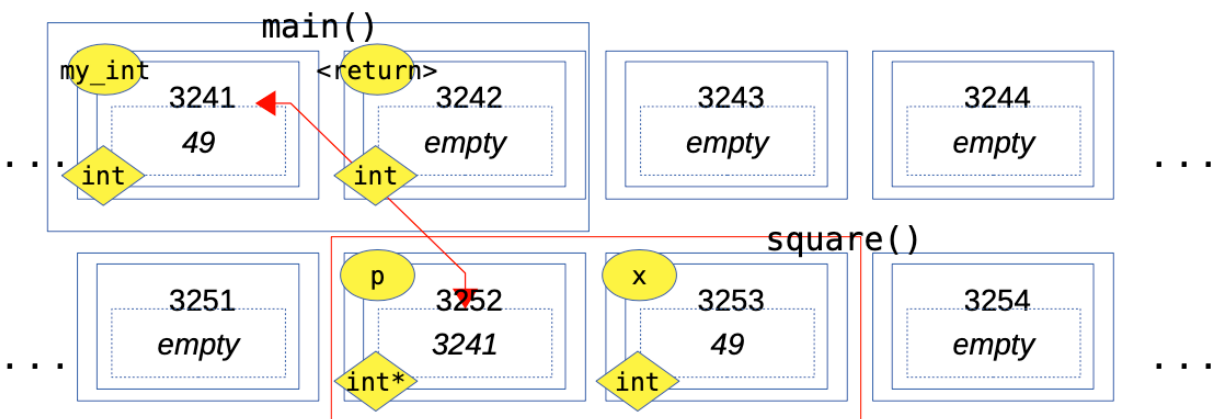 main()
my_int <return>
3241 3242 3243 3244
49 empty empty empty
... ...
int int
square()
p x
3251 3252 3253 3254
empty 3241 49 empty
... ...
int* int